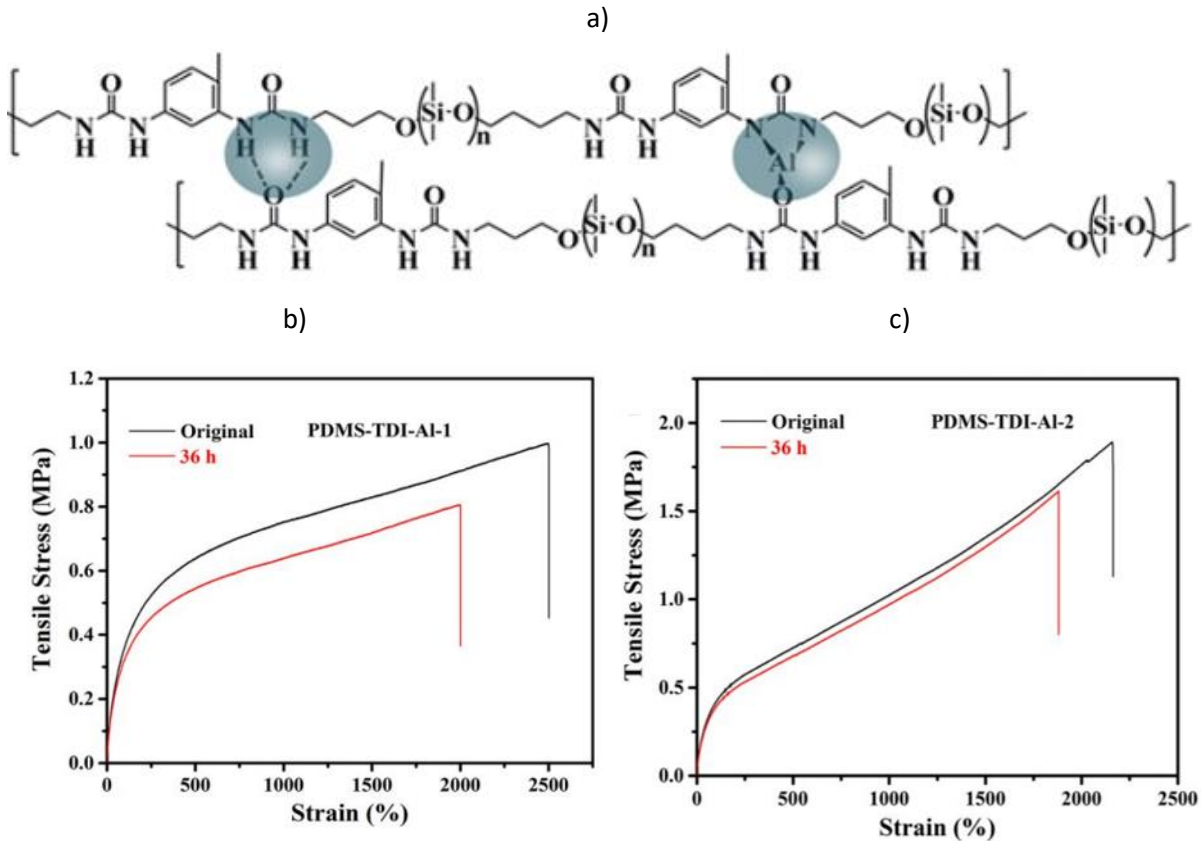 a)
O O O O
N N N N O ( Si·O ) N N N Al N O ( Si·O )
H H H H n H H
O O O O
N N N N O ( Si·O ) N N N N O ( Si·O )
H H H H n H H H H
b) c)
1.2
1.0
0.8
0.6
0.4
0.2
0.0
Tensile Stress (MPa)
Original PDMS-TDI-Al-1
36 h
0 500 1000 1500 2000 2500
Strain (%)
2.0
1.5
1.0
0.5
0.0
Tensile Stress (MPa)
Original PDMS-TDI-Al-2
36 h
0 500 1000 1500 2000 2500
Strain (%)